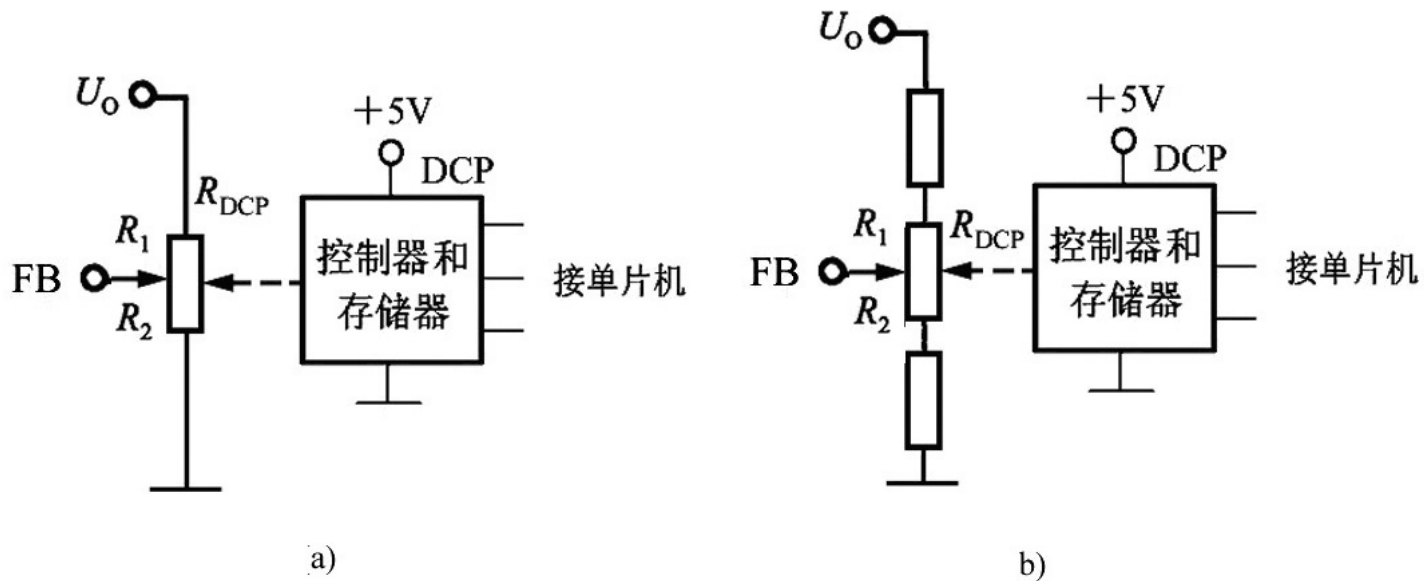 U_O
+5V
DCP
R_DCP
R_1
控制器和
存储器
接单片机
FB
R_2
a)
U_O
+5V
DCP
R_1
R_DCP
控制器和
存储器
接单片机
FB
R_2
b)